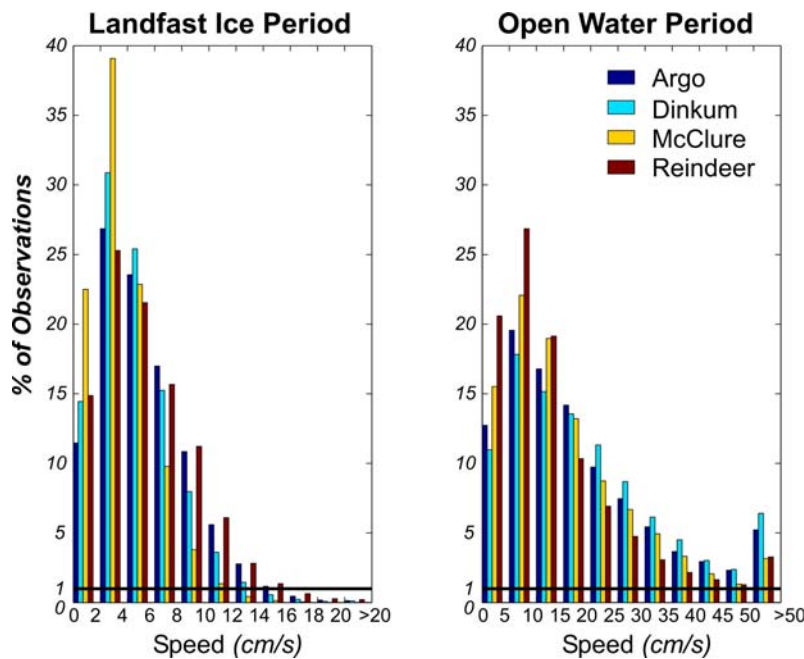 Landfast Ice Period
Open Water Period
% of Observations
40
35
30
25
20
15
10
5
1
0
0 2 4 6 8 10 12 14 16 18 20 >20
Speed (cm/s)
40
35
30
25
20
15
10
5
1
0
Argo
Dinkum
McClure
Reindeer
0 5 10 15 20 25 30 35 40 45 50 >50
Speed (cm/s)